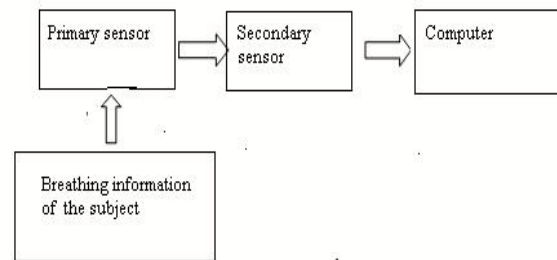 Primary sensor
Secondary
sensor
Computer
Breathing information
of the subject